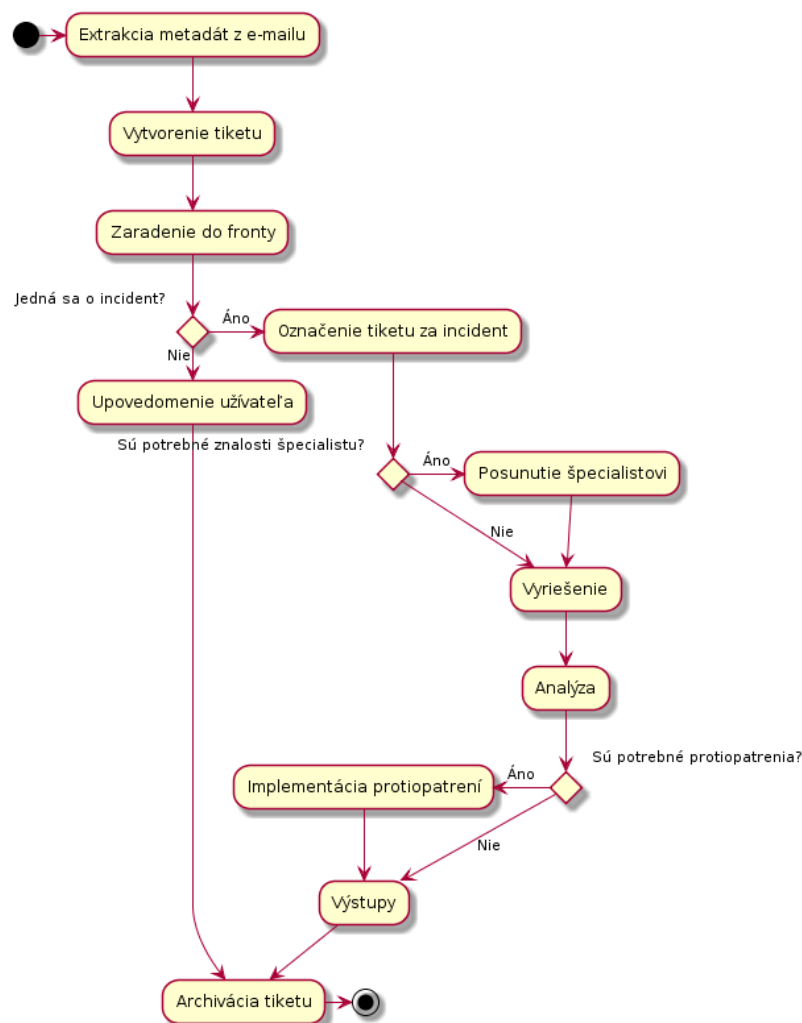 Extrakcia metadát z e-mailu
Vytvorenie tiketu
Zaradenie do fronty
Jedná sa o incident?
Áno
Označenie tiketu za incident
Nie
Upovedomenie užívateľa
Sú potrebné znalosti špecialistu?
Áno
Posunutie špecialistovi
Nie
Vyriešenie
Analýza
Sú potrebné protiopatrenia?
Áno
Implementácia protiopatrení
Nie
Výstupy
Archivácia tiketu